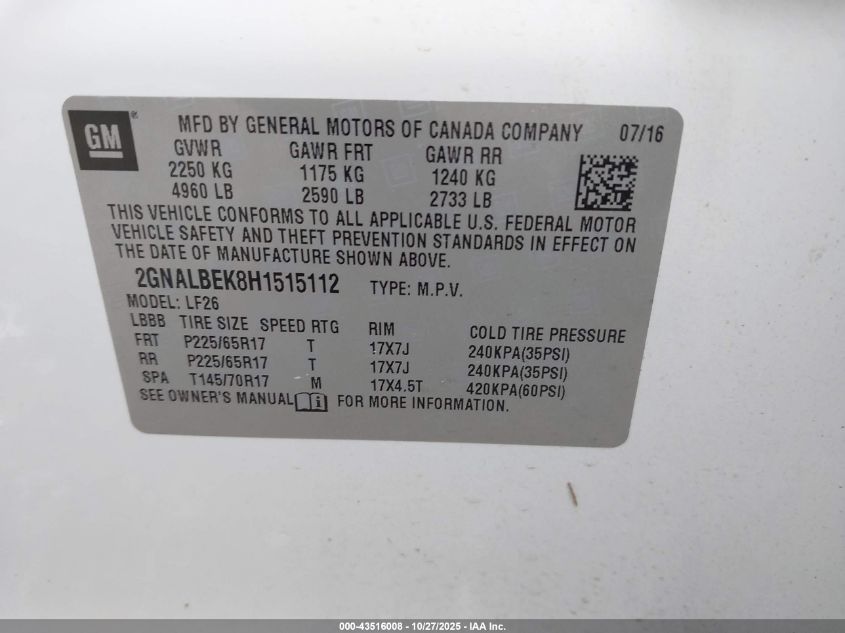 GM ®
MFD BY GENERAL MOTORS OF CANADA COMPANY 07/16
GVWR GAWR FRT GAWR RR
2250 KG 1175 KG 1240 KG
4960 LB 2590 LB 2733 LB
THIS VEHICLE CONFORMS TO ALL APPLICABLE U.S. FEDERAL MOTOR
VEHICLE SAFETY AND THEFT PREVENTION STANDARDS IN EFFECT ON
THE DATE OF MANUFACTURE SHOWN ABOVE.
2GNALBEK8H1515112 TYPE: M.P.V.
MODEL: LF26
LBBB TIRE SIZE SPEED RTG RIM COLD TIRE PRESSURE
FRT P225/65R17 T 17X7J 240KPA(35PSI)
RR P225/65R17 T 17X7J 240KPA(35PSI)
SPA T145/70R17 M 17X4.5T 420KPA(60PSI)
SEE OWNER'S MANUAL FOR MORE INFORMATION.
000-43516008 - 10/27/2025 - IAA Inc.